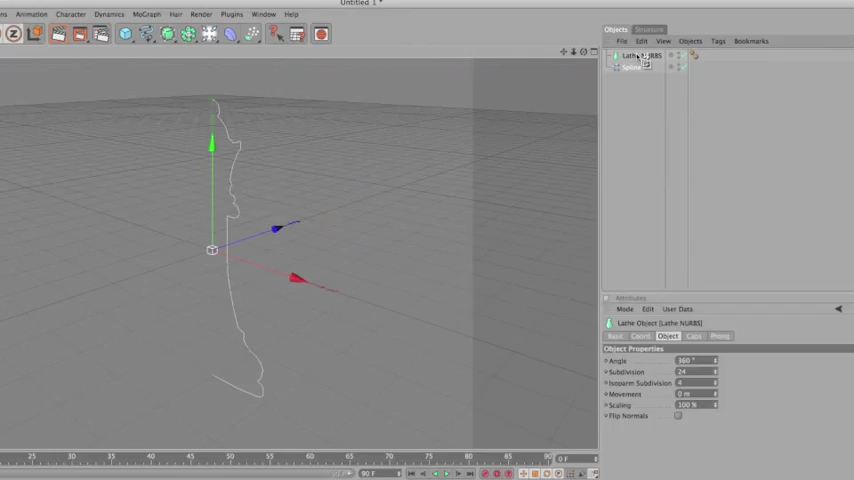 Untitled 1 *
Animation Character Dynamics MoGraph Hair Render Plugins Window Help
Objects Structure
File Edit View Objects Tags Bookmarks
Lathe NURBS
Spline
Attributes
Mode Edit User Data
Lathe Object [Lathe NURBS]
Basic Coord. Object Caps Phong
Object Properties
Angle 360 °
Subdivision 24
Isoparm Subdivision 4
Movement 0 m
Scaling 100 %
Flip Normals
25 30 35 40 45 50 55 60 65 70 75 80 85 90 0 F
90 F